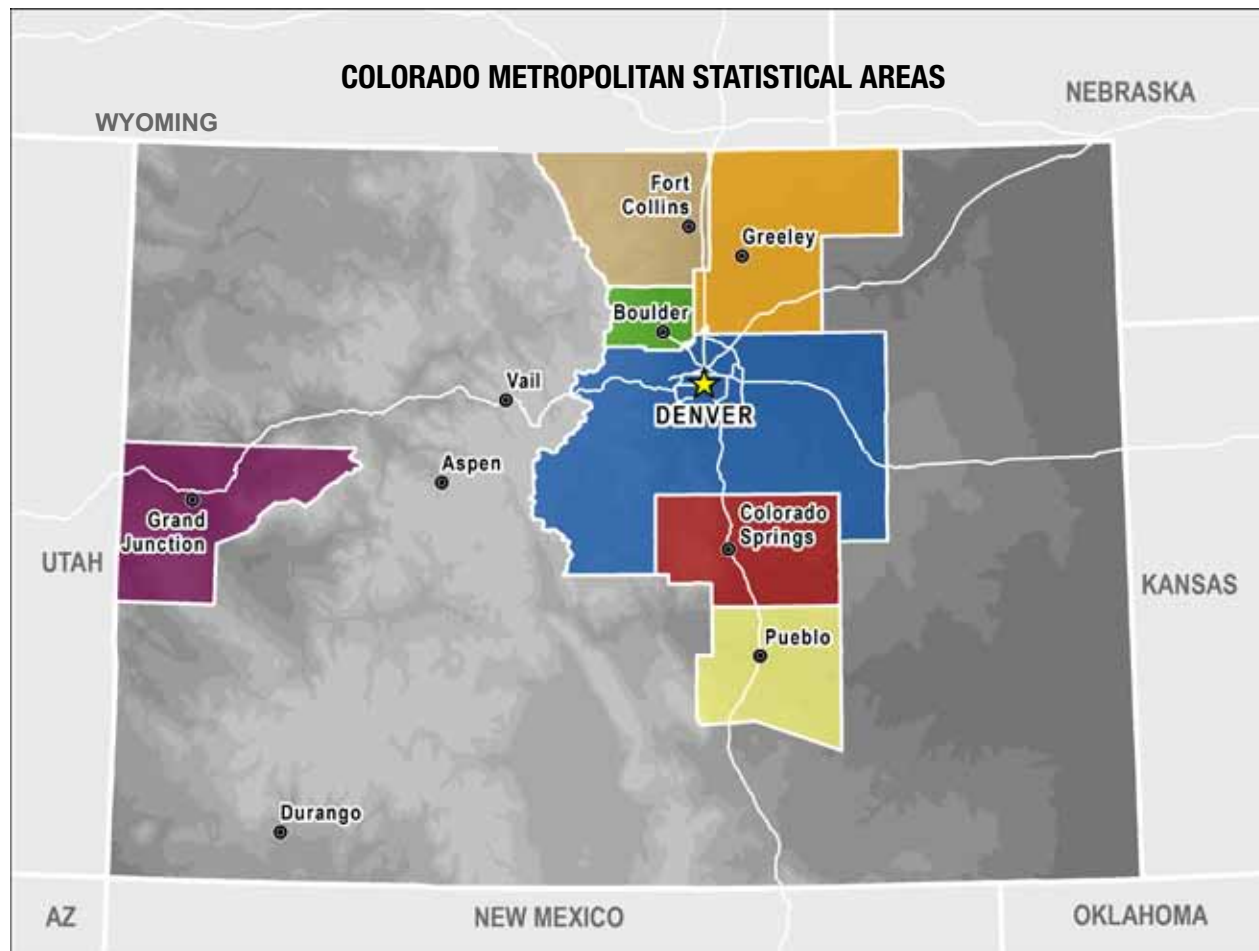 COLORADO METROPOLITAN STATISTICAL AREAS
NEBRASKA
WYOMING
Fort
Collins
Greeley
Boulder
Vail
DENVER
Aspen
Grand
Junction
Colorado
Springs
UTAH
KANSAS
Pueblo
Durango
AZ
NEW MEXICO
OKLAHOMA